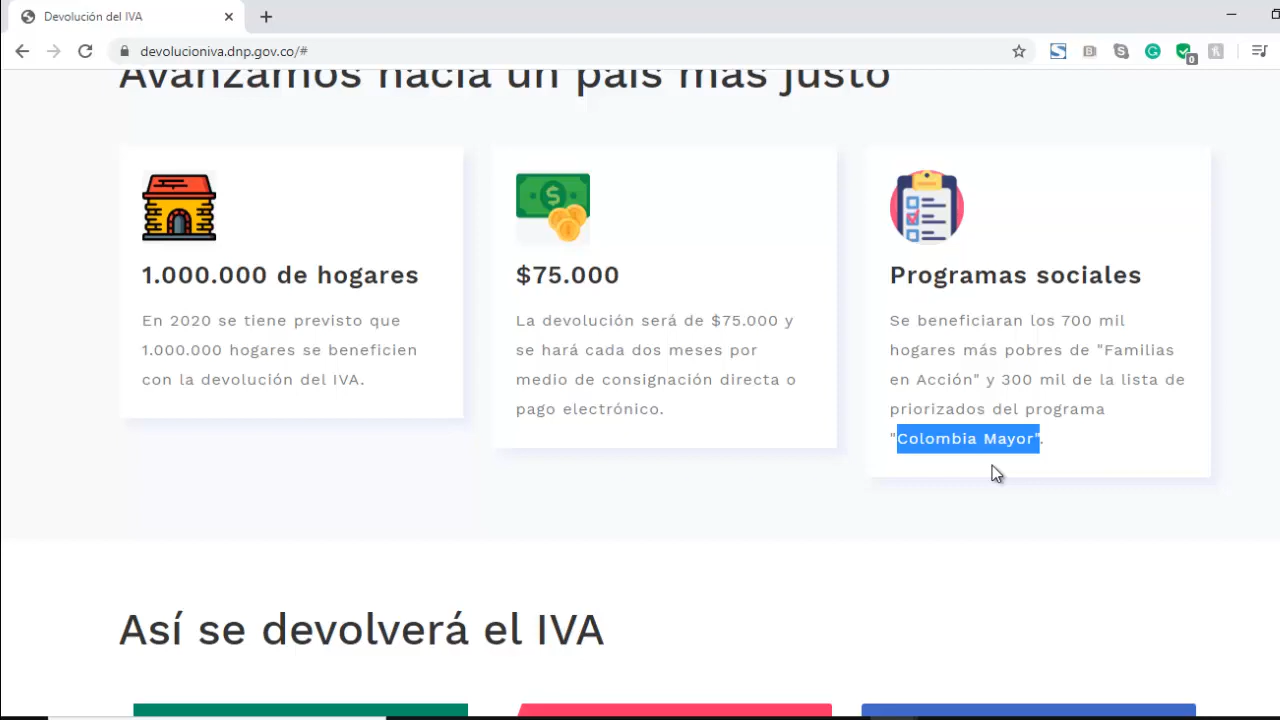 Devolución del IVA
devolucioniva.dnp.gov.co/#
0
Avanzamos hacia un país más justo
1.000.000 de hogares
En 2020 se tiene previsto que
1.000.000 hogares se beneficien
con la devolución del IVA.
$75.000
La devolución será de $75.000 y
se hará cada dos meses por
medio de consignación directa o
pago electrónico.
Programas sociales
Se beneficiaran los 700 mil
hogares más pobres de "Familias
en Acción" y 300 mil de la lista de
priorizados del programa
"Colombia Mayor".
Así se devolverá el IVA